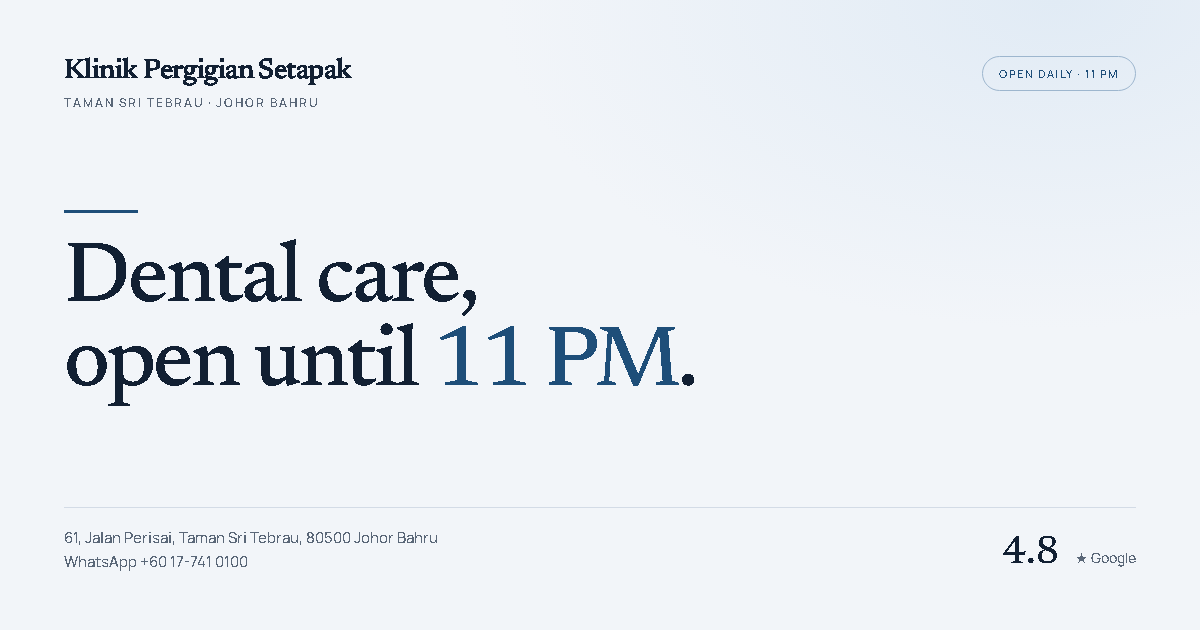 Klinik Pergigian Setapak
TAMAN SRI TEBRAU · JOHOR BAHRU
OPEN DAILY · 11 PM
Dental care,
open until 11 PM.
61, Jalan Perisai, Taman Sri Tebrau, 80500 Johor Bahru
WhatsApp +60 17-741 0100
4.8 ★ Google